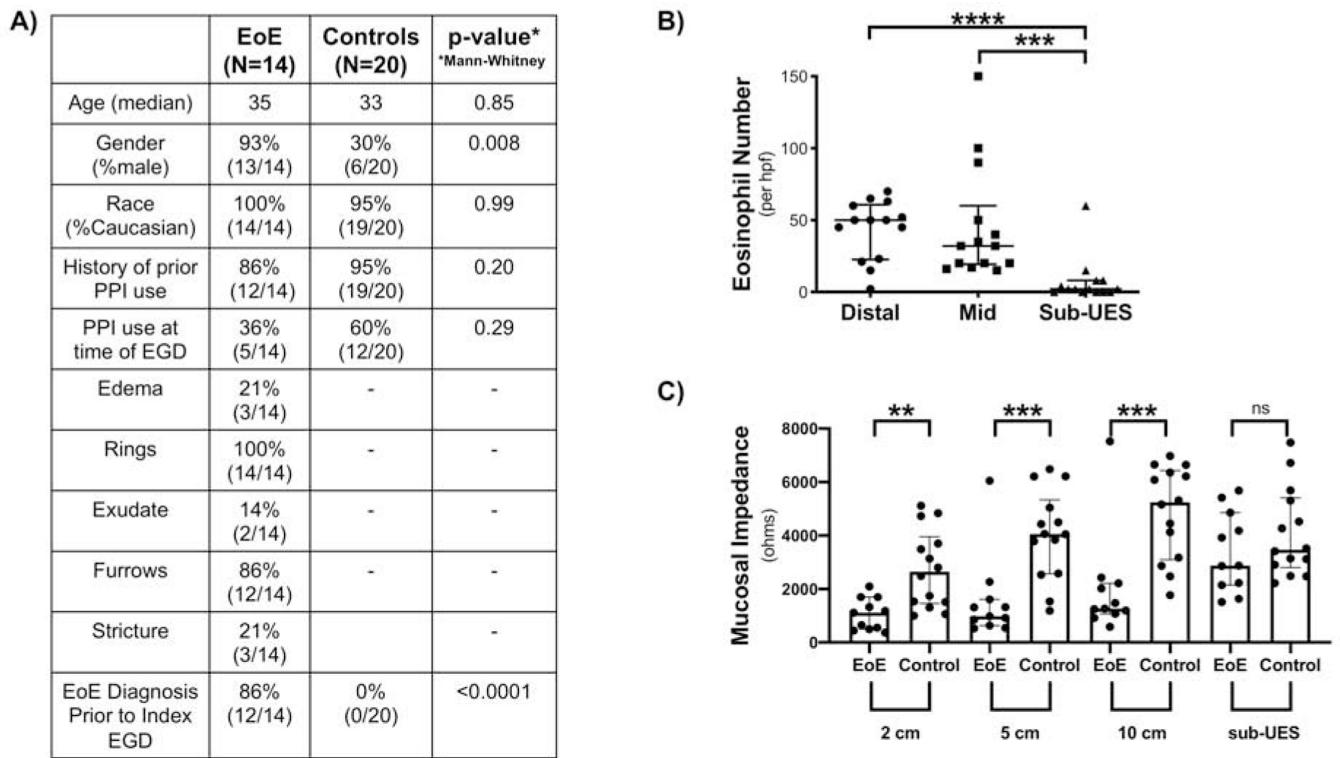 A)
EoE
(N=14)
Controls
(N=20)
p-value*
*Mann-Whitney
Age (median)
35
33
0.85
Gender
(%male)
93%
(13/14)
30%
(6/20)
0.008
Race
(%Caucasian)
100%
(14/14)
95%
(19/20)
0.99
History of prior
PPI use
86%
(12/14)
95%
(19/20)
0.20
PPI use at
time of EGD
36%
(5/14)
60%
(12/20)
0.29
Edema
21%
(3/14)
-
-
Rings
100%
(14/14)
-
-
Exudate
14%
(2/14)
-
-
Furrows
86%
(12/14)
-
-
Stricture
21%
(3/14)
-
EoE Diagnosis
Prior to Index
EGD
86%
(12/14)
0%
(0/20)
<0.0001
B)
****
***
Eosinophil Number
(per hpf)
150
100
50
0
Distal Mid Sub-UES
C)
** *** *** ns
Mucosal Impedance
(ohms)
8000
6000
4000
2000
0
EoE Control EoE Control EoE Control EoE Control
2 cm 5 cm 10 cm sub-UES